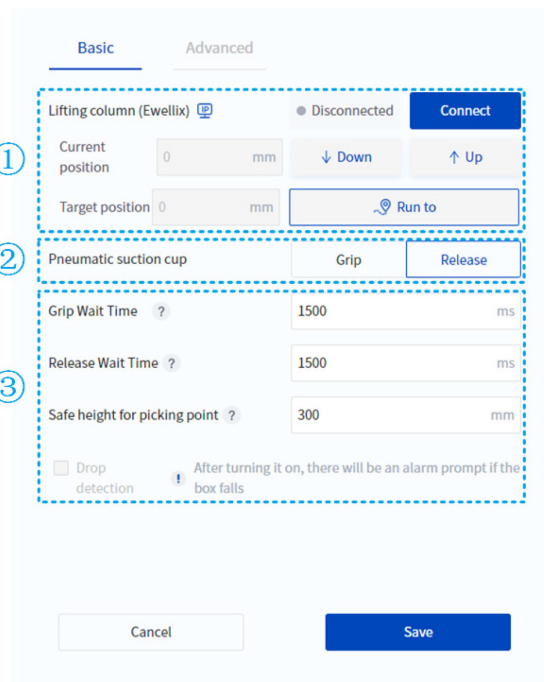 Basic Advanced
Lifting column (Ewellix) IP Disconnected Connect
① Current position 0 mm ↓ Down ↑ Up
Target position 0 mm Run to
② Pneumatic suction cup Grip Release
Grip Wait Time ? 1500 ms
Release Wait Time ? 1500 ms
③
Safe height for picking point ? 300 mm
Drop detection ! After turning it on, there will be an alarm prompt if the
box falls
Cancel Save